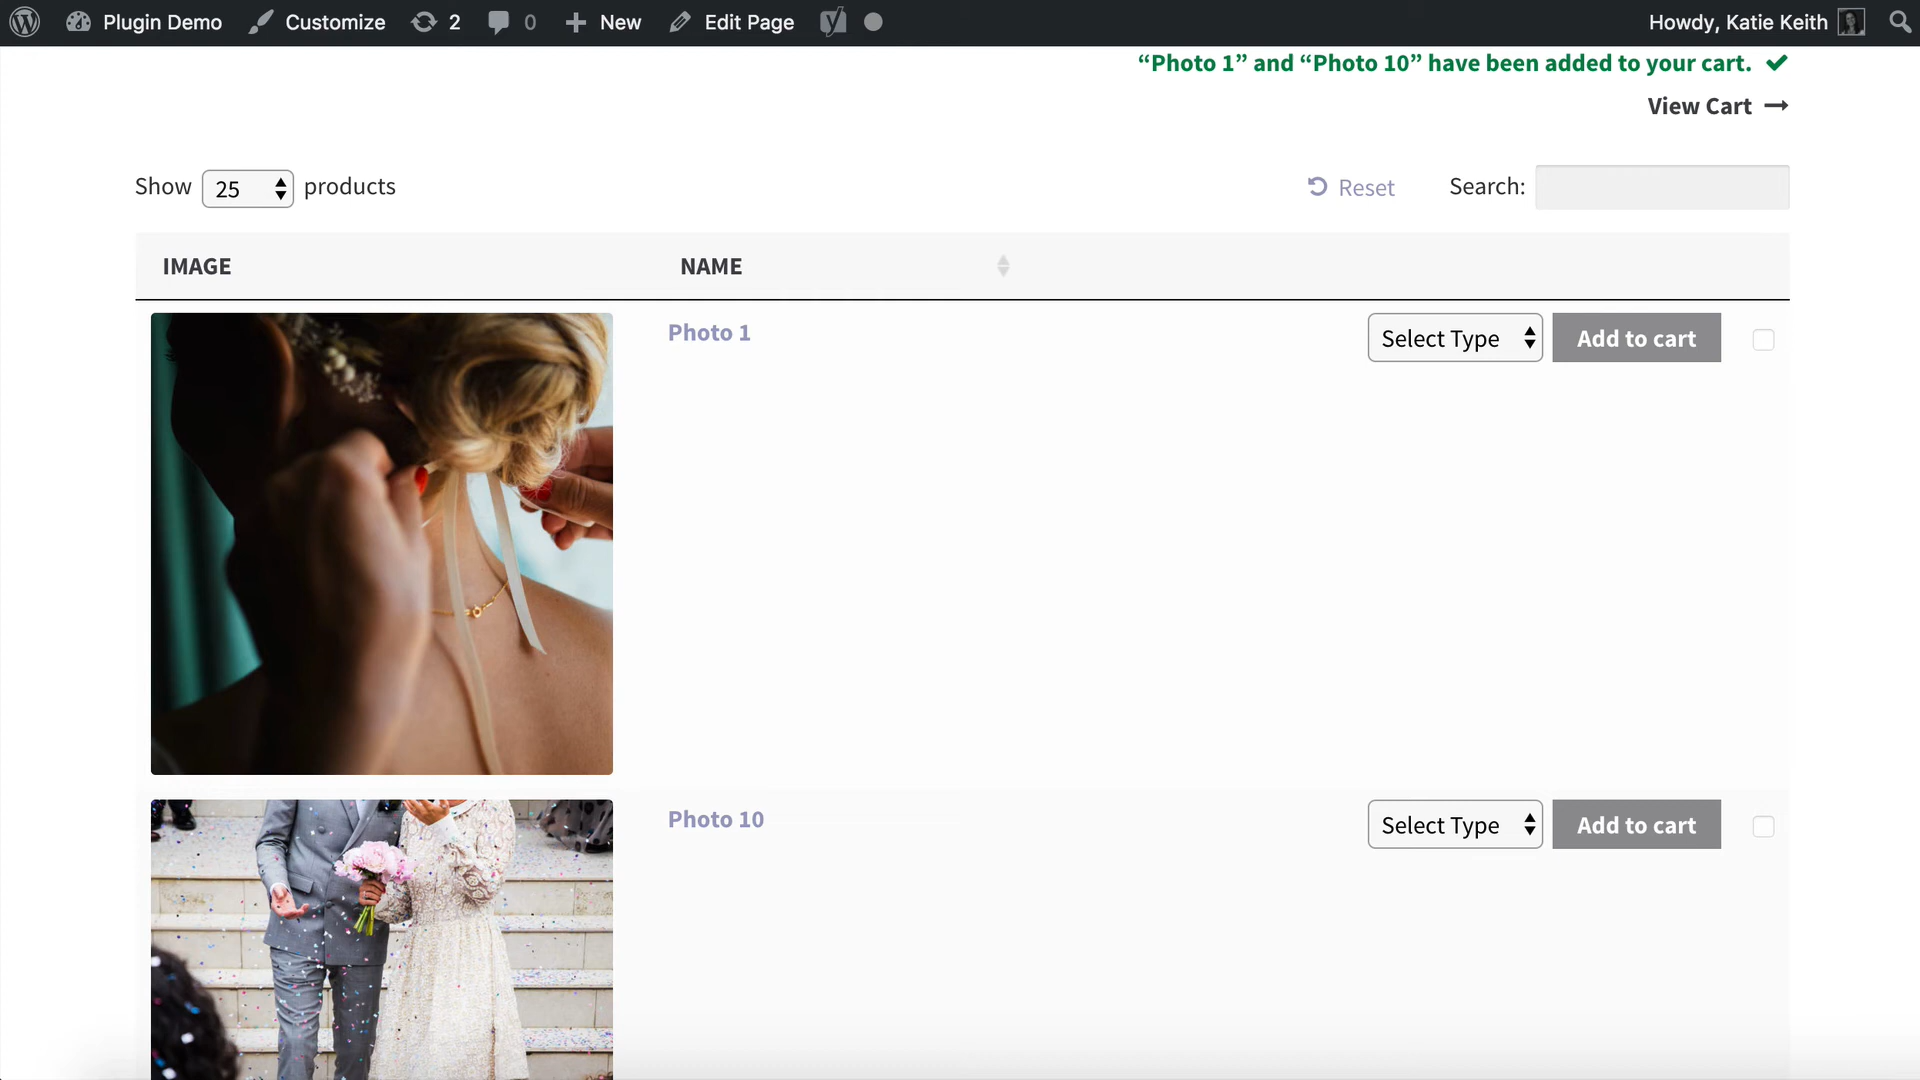 Plugin Demo Customize 2 0 New Edit Page Howdy, Katie Keith
“Photo 1” and “Photo 10” have been added to your cart.
View Cart →
Show 25 products Reset Search:
IMAGE NAME
Photo 1 Select Type Add to cart
Photo 10 Select Type Add to cart